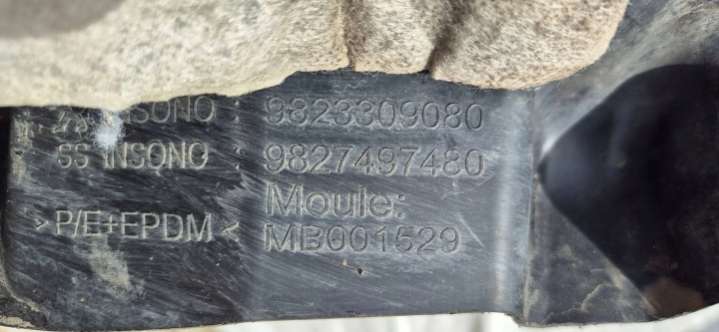 INSONO : 9823309080
SS INSONO : 9827497480
Moule:
>P/E+EPDM< MB001529